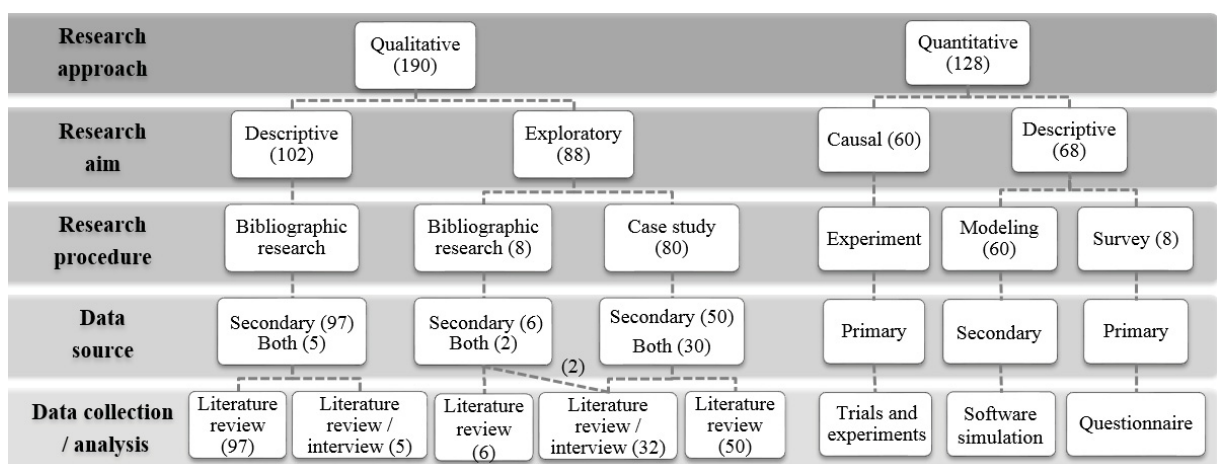 Research
approach
Qualitative
(190)
Quantitative
(128)
Research
aim
Descriptive
(102)
Exploratory
(88)
Causal (60)
Descriptive
(68)
Research
procedure
Bibliographic
research
Bibliographic
research (8)
Case study
(80)
Experiment
Modeling
(60)
Survey (8)
Data
source
Secondary (97)
Both (5)
Secondary (6)
Both (2)
Secondary (50)
Both (30)
Primary
Secondary
Primary
(2)
Data collection
/ analysis
Literature
review
(97)
Literature
review /
interview (5)
Literature
review
(6)
Literature
review /
interview (32)
Literature
review
(50)
Trials and
experiments
Software
simulation
Questionnaire